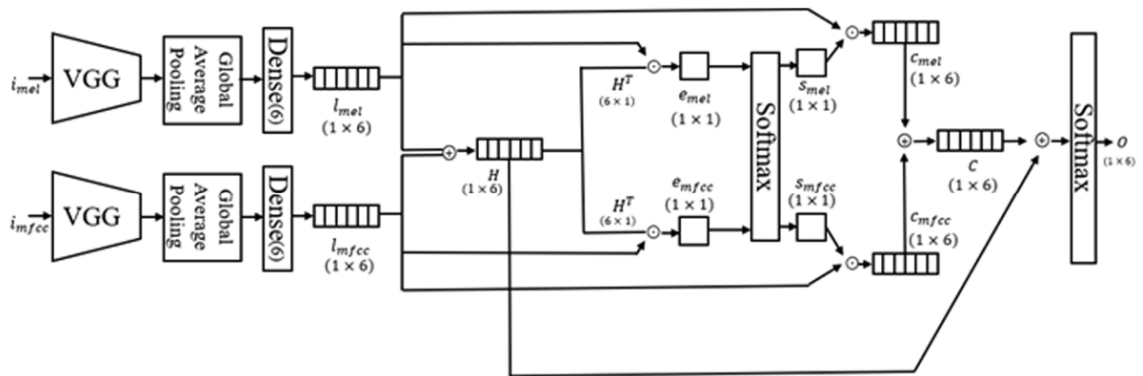 i_mel
VGG
Global
Average
Pooling
Dense(6)
l_mel
(1 × 6)
i_mfcc
VGG
Global
Average
Pooling
Dense(6)
l_mfcc
(1 × 6)
+
H
(1×6)
H^T
(6×1)
H^T
(6×1)
e_mel
(1×1)
e_mfcc
(1×1)
Softmax
s_mel
(1×1)
s_mfcc
(1×1)
c_mel
(1×6)
+
c_mfcc
(1×6)
C
(1×6)
+
Softmax
O
(1×6)